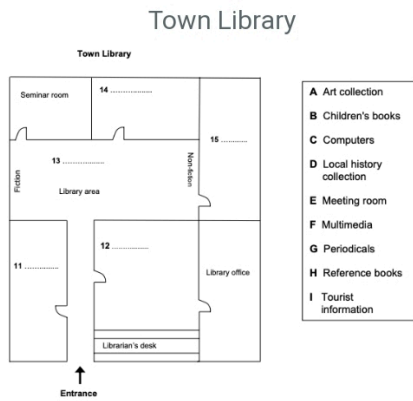 Town Library
Town Library
Seminar room
14 ...................
15 ...........
13 ................
Fiction
Non-fiction
Library area
11 ..............
12 ..............
Library office
Librarian's desk
Entrance
A Art collection
B Children's books
C Computers
D Local history
collection
E Meeting room
F Multimedia
G Periodicals
H Reference books
I Tourist
information